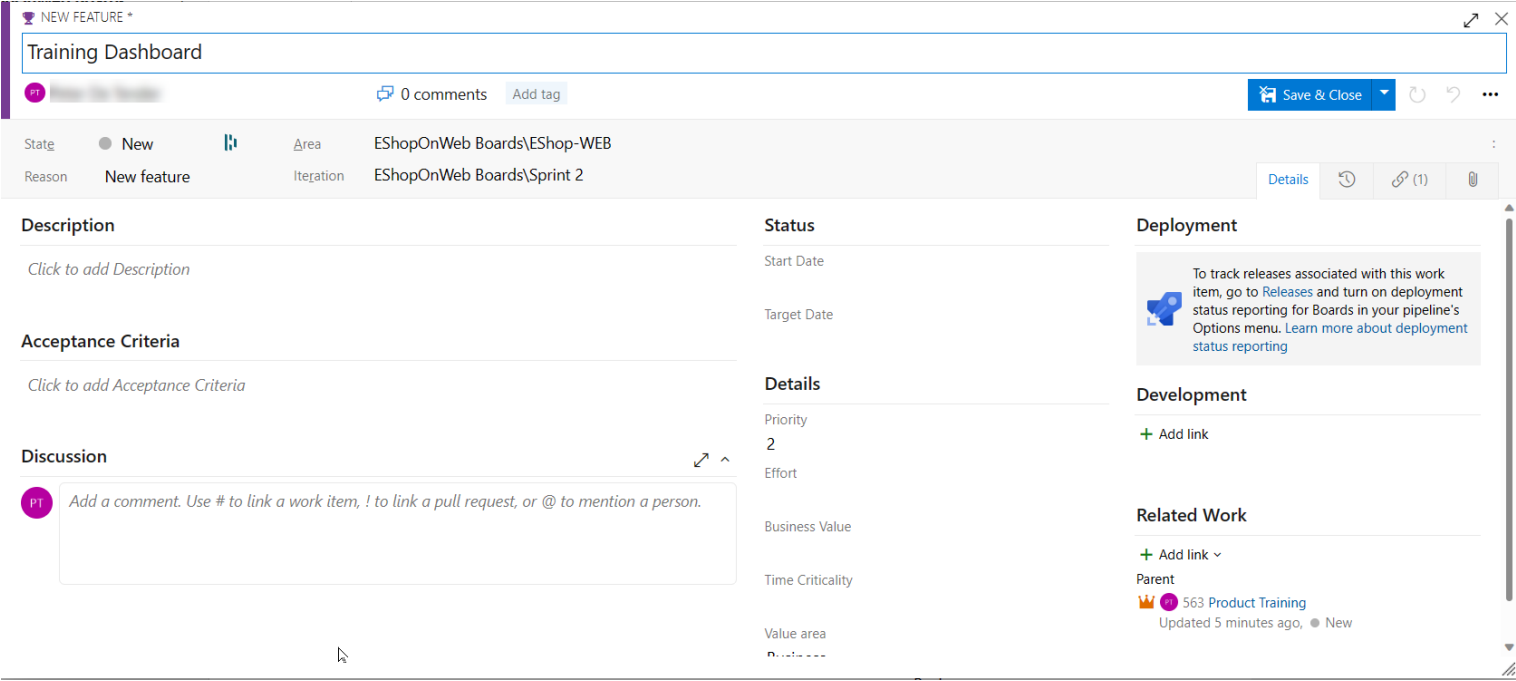 NEW FEATURE *
Training Dashboard
PT
0 comments
Add tag
Save & Close
State
New
Area
EShopOnWeb Boards\EShop-WEB
Reason
New feature
Iteration
EShopOnWeb Boards\Sprint 2
Details
(1)
Description
Click to add Description
Acceptance Criteria
Click to add Acceptance Criteria
Discussion
PT
Add a comment. Use # to link a work item, ! to link a pull request, or @ to mention a person.
Status
Start Date
Target Date
Details
Priority
2
Effort
Business Value
Time Criticality
Value area
Deployment
To track releases associated with this work
item, go to Releases and turn on deployment
status reporting for Boards in your pipeline's
Options menu. Learn more about deployment
status reporting
Development
Add link
Related Work
Add link
Parent
PT 563 Product Training
Updated 5 minutes ago, New